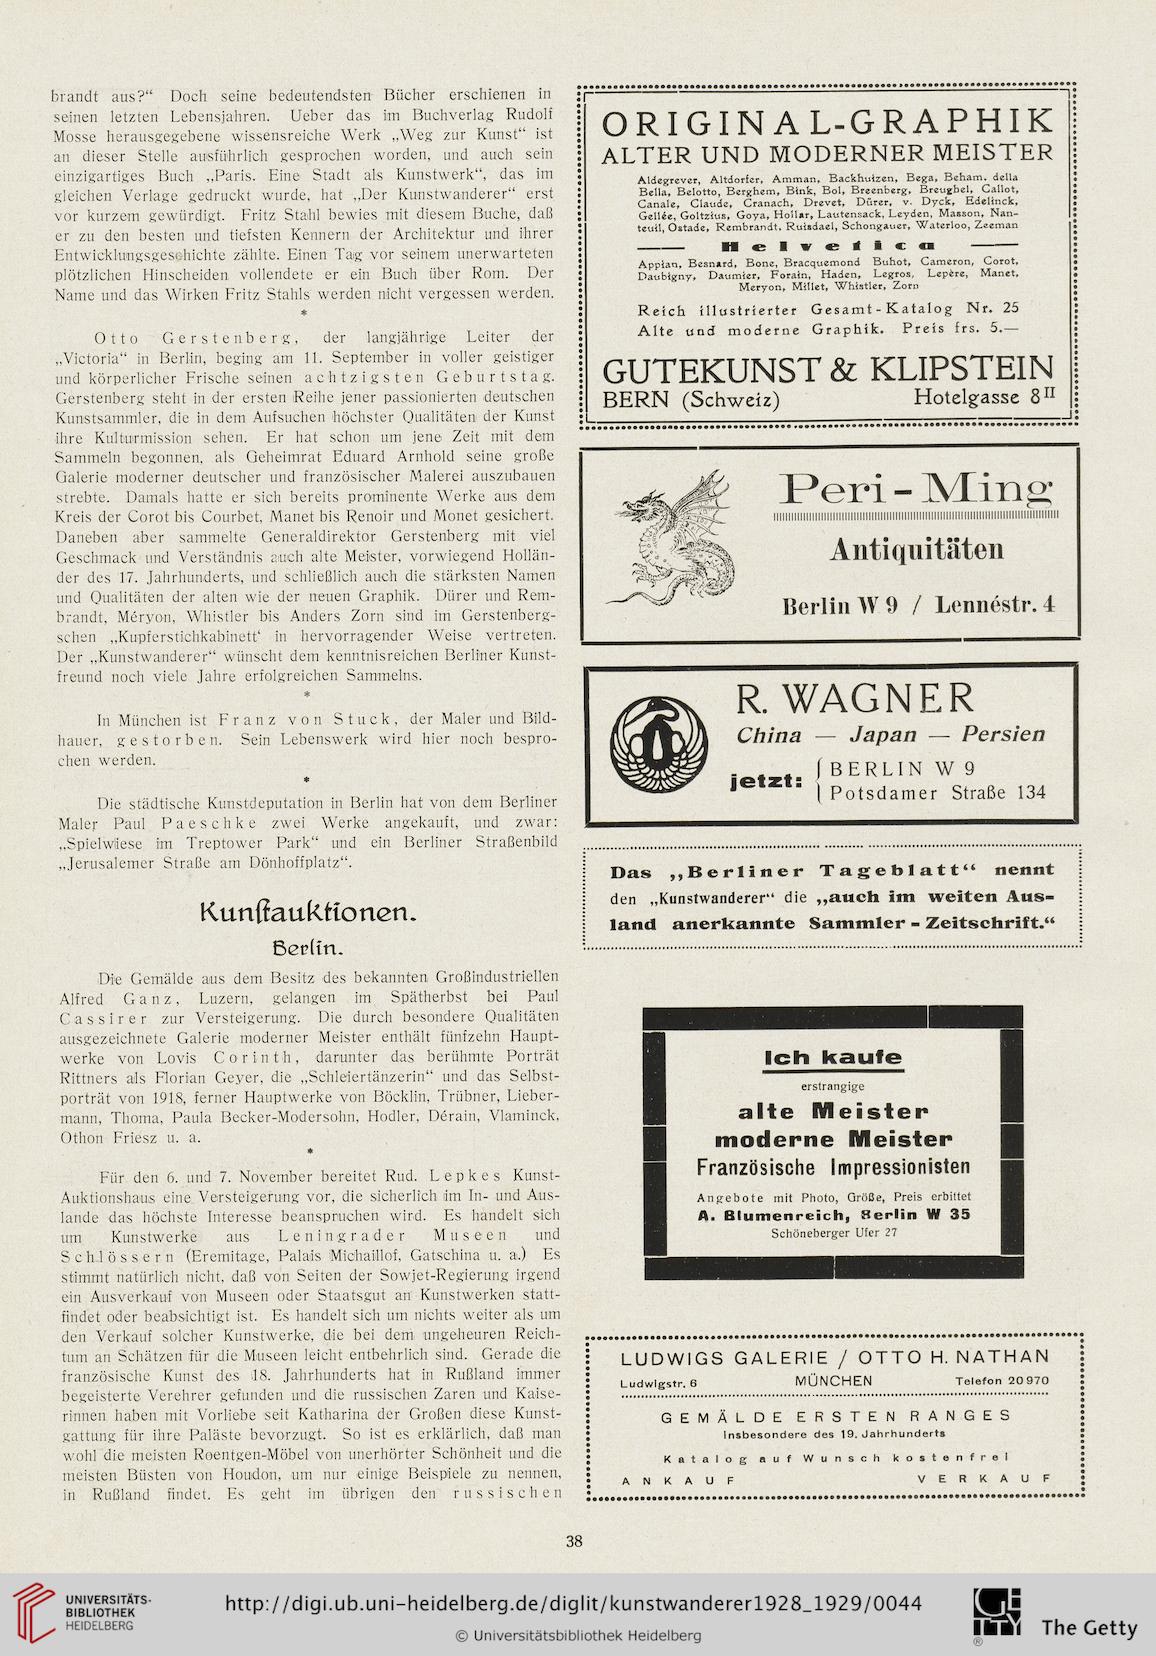 brandt aus?“ Doch seine bedeutendsten Bücher erschienen in
seinen letzten Lebensjahren. Ueber das im Buchverlag Rudolf
Mosse herausgegebene wissensreiche Werk „Weg zur Kunst“ ist
an dieser Stelle ausführlich gesprochen worden, und auch sein
einzigartiges Buch „Paris. Eine Stadt als Kunstwerk“, das im
gleichen Verlage gedruckt wurde, hat „Der Kunstwanderer“ erst
vor kurzem gewürdigt. Fritz Stahl bewies mit diesem Buche, daß
er zu den besten und tiefsten Kennern der Architektur und ihrer
Entwicklungsgeschichte zählte. Einen Tag vor seinem unerwarteten
plötzlichen Hinscheiden vollendete er ein Buch über Rom. Der
Name und das Wirken Fritz Stahls werden nicht vergessen werden.
*
Otto Gerstenberg, der langjährige Leiter der
„Victoria“ in Berlin, beging am 11. September in voller geistiger
und körperlicher Frische seinen achtzigsten Geburtstag.
Gerstenberg steht in der ersten Reihe jener passionierten deutschen
Kunstsammler, die in dem Aufsuchen höchster Qualitäten der Kunst
ihre Kulturmission sehen. Er hat schon um jene Zeit mit dem
Sammeln begonnen, als Geheimrat Eduard Arnhold seine große
Galerie moderner deutscher und französischer Malerei auszubauen
strebte. Damals hatte er sich bereits prominente Werke aus dem
Kreis der Corot bis Courbet, Manet bis Renoir und Monet gesichert.
Daneben aber sammelte Generaldirektor Gerstenberg mit viel
Geschmack und Verständnis auch alte Meister, vorwiegend Hollän-
der des 17. Jahrhunderts, und schließlich auch die stärksten Namen
und Qualitäten der alten wie der neuen Graphik. Dürer und Rem-
brandt, Méryon, Whistler bis Anders Zorn sind im Gerstenberg-
schen „Kupferstichkabinett‘ in hervorragender Weise vertreten.
Der „Kunstwanderer“ wünscht dem kenntnisreichen Berliner Kunst-
freund noch viele Jahre erfolgreichen Sammelns.
*
In München ist Franz von Stuck, der Maler und Bild-
hauer, gestorben. Sein Lebenswerk wird hier noch bespro-
chen werden.
*
Die städtische Kunstdeputation in Berlin hat von dem Berliner
Maler Paul Paeschke zwei Werke angekauft, und zwar:
„Spielwiese im Treptower Park“ und ein Berliner Straßenbild
„Jerusalemer Straße am Dönhoffplatz“.
Kunstauktionen.
Berlin.
Die Gemälde aus dem Besitz des bekannten Großindustriellen
Alfred Ganz, Luzern, gelangen im Spätherbst bei Paul
Cassirer zur Versteigerung. Die durch besondere Qualitäten
ausgezeichnete Galerie moderner Meister enthält fünfzehn Haupt-
werke von Lovis Corinth, darunter das berühmte Porträt
Rittners als Florian Geyer, die „Schleiertänzerin“ und das Selbst-
porträt von 1918, ferner Hauptwerke von Böcklin, Trübner, Lieber-
mann, Thoma, Paula Becker-Modersohn, Hodler, Dérain, Vlaminck,
Othon Friesz u. a.
*
Für den 6. und 7. November bereitet Rud. Lepkes Kunst-
Auktionshaus eine Versteigerung vor, die sicherlich im In- und Aus-
lande das höchste Interesse beanspruchen wird. Es handelt sich
um Kunstwerke aus Leningrader Museen und
Schlössern (Eremitage, Palais Michaillof, Gatschina u. a.) Es
stimmt natürlich nicht, daß von Seiten der Sowjet-Regierung irgend
ein Ausverkauf von Museen oder Staatsgut an Kunstwerken statt-
findet oder beabsichtigt ist. Es handelt sich um nichts weiter als um
den Verkauf solcher Kunstwerke, die bei dem ungeheuren Reich-
tum an Schätzen für die Museen leicht entbehrlich sind. Gerade die
französische Kunst des 18. Jahrhunderts hat in Rußland immer
begeisterte Verehrer gefunden und die russischen Zaren und Kaise-
rinnen haben mit Vorliebe seit Katharina der Großen diese Kunst-
gattung für ihre Paläste bevorzugt. So ist es erklärlich, daß man
wohl die meisten Roentgen-Möbel von unerhörter Schönheit und die
meisten Büsten von Houdon, um nur einige Beispiele zu nennen,
in Rußland findet. Es geht im übrigen den russischen
ORIGINAL-GRAPHIK
ALTER UND MODERNER MEISTER
Aldegrever, Altdorfer, Amman, Backhuizen, Bega, Beham, della
Bella, Belotto, Berghem, Bink, Bol, Breenberg, Breughel, Callot,
Canale, Claude, Cranach, Drevet, Dürer, v. Dyck, Edelinck,
Gellée, Goltzius, Goya, Hollar, Lautensack, Leyden, Masson, Nan-
teuil, Ostade, Rembrandt, Ruisdael, Schongauer, Waterloo, Zeeman
Helvetica
Appian, Besnard, Bone, Bracquemond Buhot, Cameron, Corot,
Daubigny, Daumier, Forain, Haden, Legros, Lepère, Manet,
Meryon, Millet, Whistler, Zorn
Reich illustrierter Gesamt-Katalog Nr. 25
Alte und moderne Graphik. Preis frs. 5.—
GUTEKUNST & KLIPSTEIN
BERN (Schweiz) Hotelgasse 8 II
Peri-Ming
Antiquitäten
Berlin W 9 / Lennéstr. 4
R. WAGNER
China — Japan — Persien
jetzt: { BERLIN W 9
Potsdamer Straße 134
Das „Berliner Tageblatt“ nennt
den „Kunstwanderer“ die „auch im weiten Aus-
land anerkannte Sammler-Zeitschrift.“
Ich kaufe
erstrangige
alte Meister
moderne Meister
Französische Impressionisten
Angebote mit Photo, Größe, Preis erbittet
A. Blumenreich, Berlin W 35
Schöneberger Ufer 27
LUDWIGS GALERIE / OTTO H. NATHAN
Ludwigstr. 6 MÜNCHEN Telefon 20970
GEMÄLDE ERSTEN RANGES
Insbesondere des 19. Jahrhunderts
Katalog auf Wunsch kostenfrei
ANKAUF VERKAUF
38
UNIVERSITÄTS-
BIBLIOTHEK
HEIDELBERG
http://digi.ub.uni-heidelberg.de/diglit/kunstwanderer1928_1929/0044
© Universitätsbibliothek Heidelberg
GETTY
®
The Getty